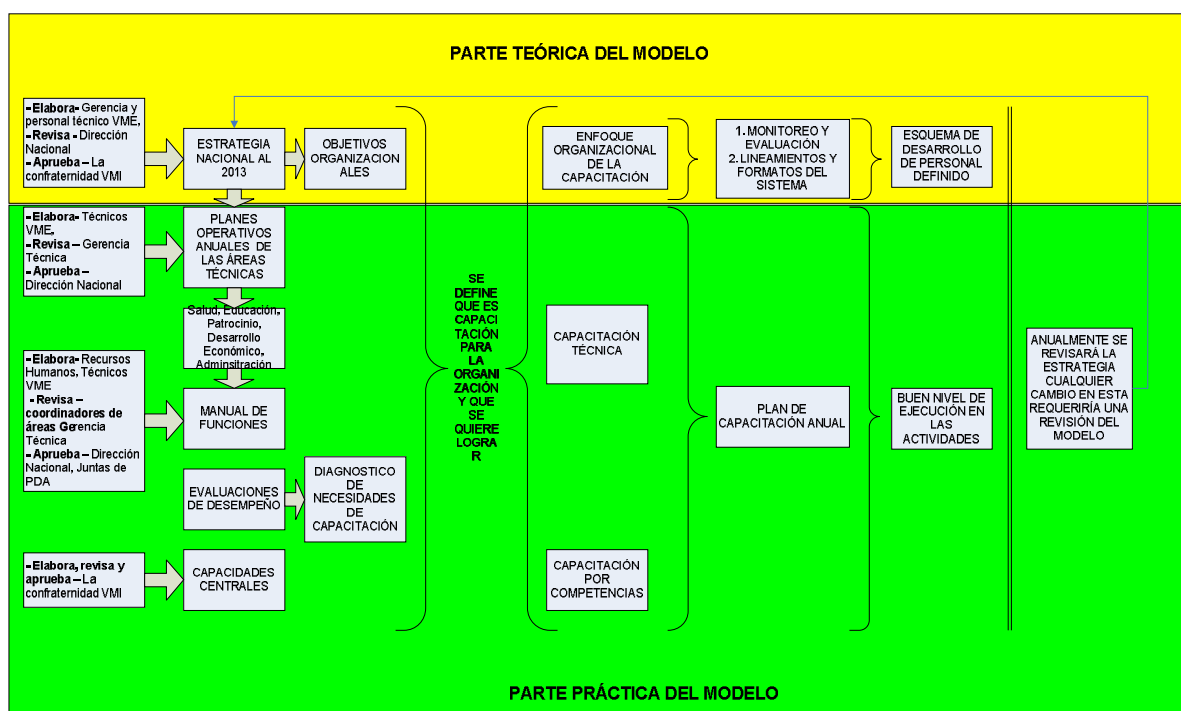 PARTE TEÓRICA DEL MODELO
-Elabora- Gerencia y
personal técnico VME,
-Revisa - Dirección
Nacional
-Aprueba – La
confraternidad VMI
ESTRATEGIA
NACIONAL AL
2013
OBJETIVOS
ORGANIZACION
ALES
ENFOQUE
ORGANIZACIONAL
DE LA
CAPACITACIÓN
1. MONITOREO Y
EVALUACIÓN
2. LINEAMIENTOS Y
FORMATOS DEL
SISTEMA
ESQUEMA DE
DESARROLLO
DE PERSONAL
DEFINIDO
-Elabora- Técnicos
VME,
-Revisa – Gerencia
Técnica
-Aprueba –
Dirección Nacional
PLANES
OPERATIVOS
ANUALES DE
LAS ÁREAS
TÉCNICAS
Salud, Educación,
Patrocinio,
Desarrollo
Económico,
Adminsitración
-Elabora- Recursos
Humanos, Técnicos
VME
-Revisa –
coordinadores de
áreas Gerencia
Técnica
-Aprueba – Dirección
Nacional, Juntas de
PDA
MANUAL DE
FUNCIONES
EVALUACIONES
DE DESEMPEÑO
DIAGNOSTICO
DE
NECESIDADES
DE
CAPACITACIÓN
-Elabora, revisa y
aprueba – La
confraternidad VMI
CAPACIDADES
CENTRALES
SE
DEFINE
QUE ES
CAPACI
TACIÓN
PARA
LA
ORGANI
ZACIÓN
Y QUE
SE
QUIERE
LOGRA
R
CAPACITACIÓN
TÉCNICA
CAPACITACIÓN
POR
COMPETENCIAS
PLAN DE
CAPACITACIÓN ANUAL
BUEN NIVEL DE
EJECUCIÓN EN
LAS
ACTIVIDADES
ANUALMENTE SE
REVISARÁ LA
ESTRATEGIA
CUALQUIER
CAMBIO EN ESTA
REQUERIRÍA UNA
REVISIÓN DEL
MODELO
PARTE PRÁCTICA DEL MODELO